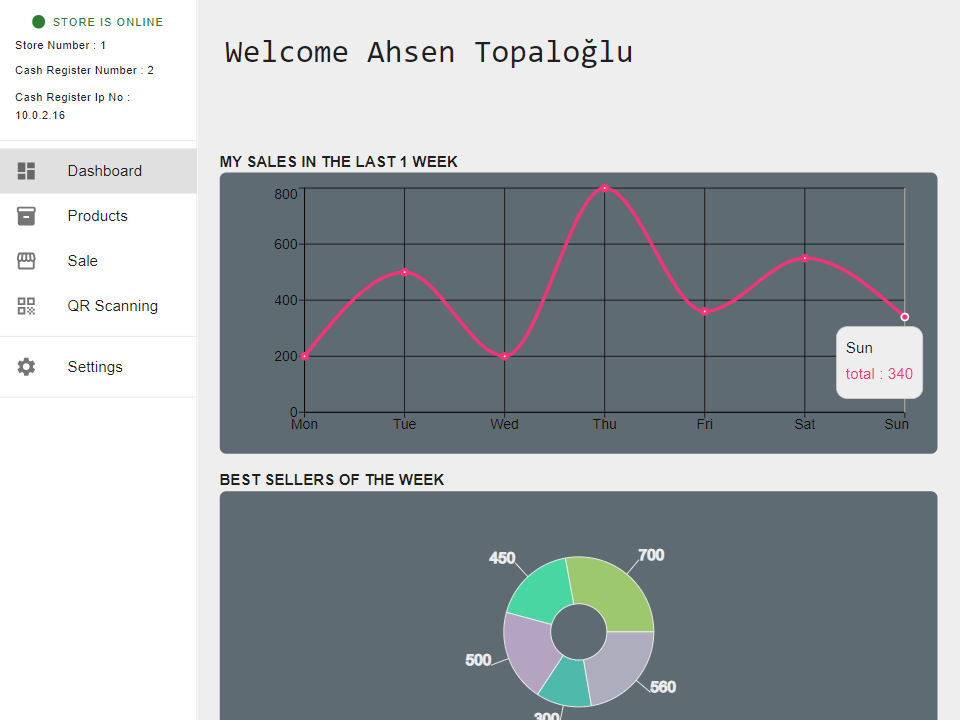 STORE IS ONLINE
Store Number : 1
Cash Register Number : 2
Cash Register Ip No :
10.0.2.16
Dashboard
Products
Sale
QR Scanning
Settings
Welcome Ahsen Topaloğlu
MY SALES IN THE LAST 1 WEEK
800
600
400
200
0
Mon Tue Wed Thu Fri Sat Sun
Sun
total : 340
BEST SELLERS OF THE WEEK
450
700
500
560
300